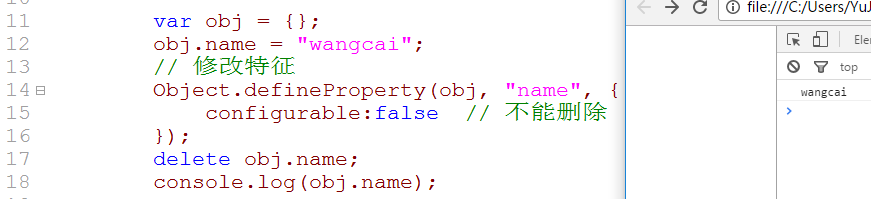 11 var obj = {};
12 obj.name = "wangcai";
13 // 修改特征
14 Object.defineProperty(obj, "name", {
15 configurable:false // 不能删除
16 });
17 delete obj.name;
18 console.log(obj.name);
file:///C:/Users/YuJ
Ele
top
wangcai